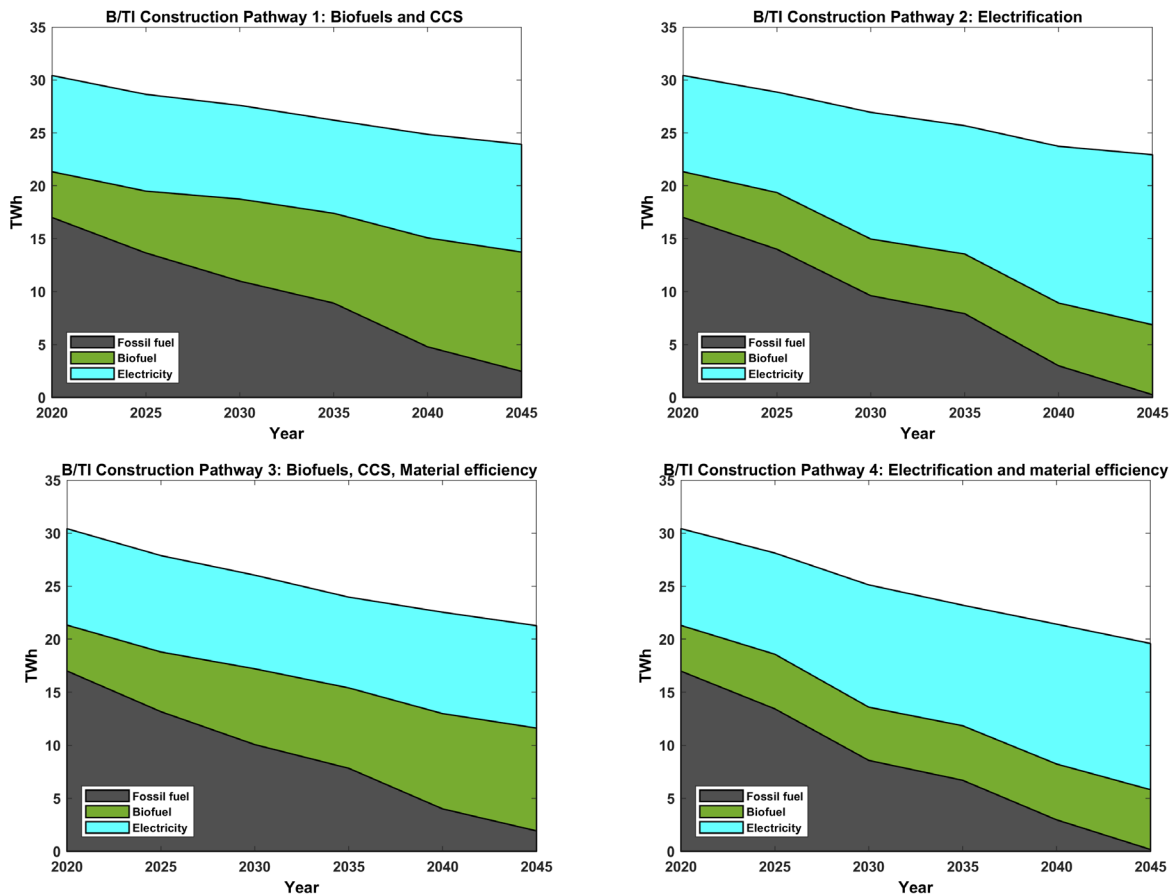 B/TI Construction Pathway 1: Biofuels and CCS
35
30
25
20
15
10
5
0
TWh
Fossil fuel
Biofuel
Electricity
2020 2025 2030 2035 2040 2045
Year
B/TI Construction Pathway 2: Electrification
35
30
25
20
15
10
5
0
TWh
Fossil fuel
Biofuel
Electricity
2020 2025 2030 2035 2040 2045
Year
B/TI Construction Pathway 3: Biofuels, CCS, Material efficiency
35
30
25
20
15
10
5
0
TWh
Fossil fuel
Biofuel
Electricity
2020 2025 2030 2035 2040 2045
Year
B/TI Construction Pathway 4: Electrification and material efficiency
35
30
25
20
15
10
5
0
TWh
Fossil fuel
Biofuel
Electricity
2020 2025 2030 2035 2040 2045
Year